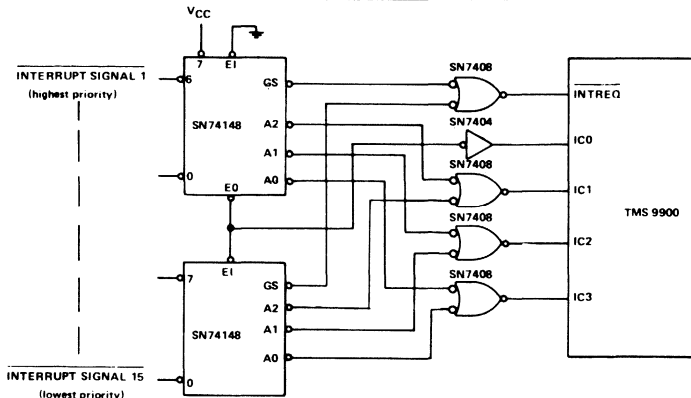 VCC
7
EI
INTERRUPT SIGNAL 1
(highest priority)
6
GS
SN74148
A2
A1
A0
0
E0
SN7408
INTREQ
SN7404
IC0
SN7408
IC1
TMS 9900
SN7408
IC2
SN7408
IC3
EI
7
GS
A2
SN74148
A1
A0
INTERRUPT SIGNAL 15
0
(lowest priority)